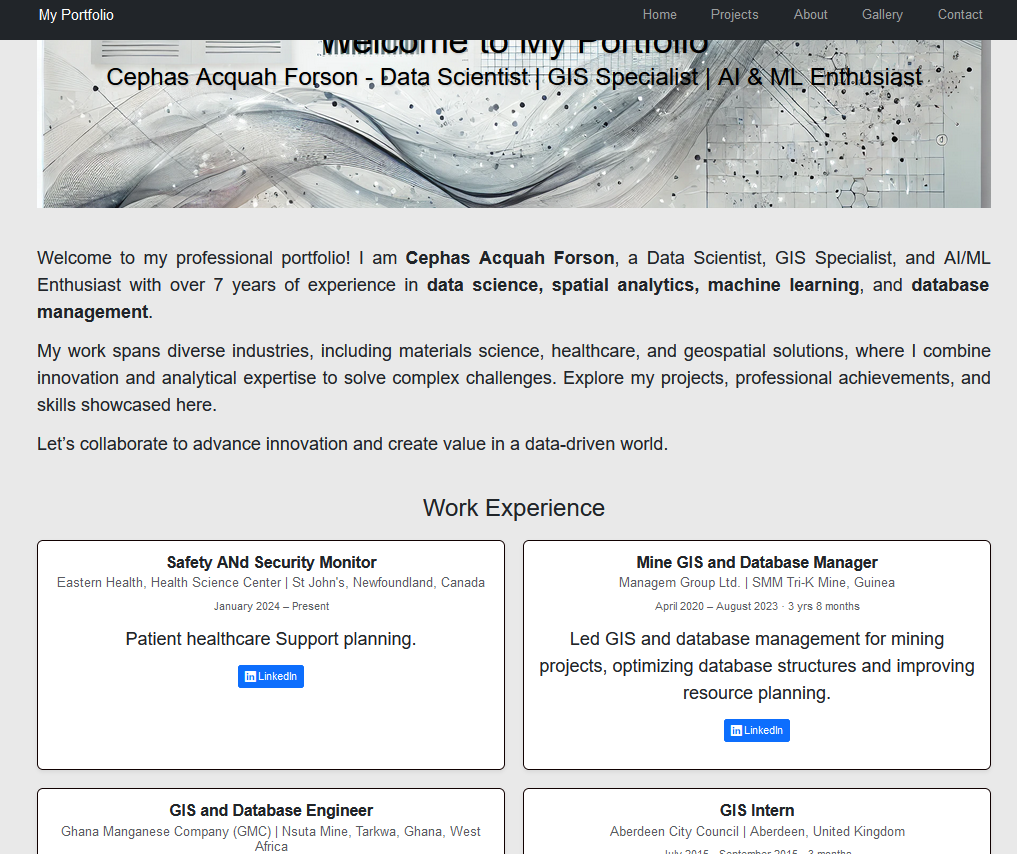 My Portfolio
Home Projects About Gallery Contact
Welcome to My Portfolio
Cephas Acquah Forson - Data Scientist | GIS Specialist | AI & ML Enthusiast
Welcome to my professional portfolio! I am Cephas Acquah Forson, a Data Scientist, GIS Specialist, and AI/ML
Enthusiast with over 7 years of experience in data science, spatial analytics, machine learning, and database
management.
My work spans diverse industries, including materials science, healthcare, and geospatial solutions, where I combine
innovation and analytical expertise to solve complex challenges. Explore my projects, professional achievements, and
skills showcased here.
Let’s collaborate to advance innovation and create value in a data-driven world.
Work Experience
Safety ANd Security Monitor
Eastern Health, Health Science Center | St John's, Newfoundland, Canada
January 2024 – Present
Patient healthcare Support planning.
LinkedIn
Mine GIS and Database Manager
Managem Group Ltd. | SMM Tri-K Mine, Guinea
April 2020 – August 2023 · 3 yrs 8 months
Led GIS and database management for mining
projects, optimizing database structures and improving
resource planning.
LinkedIn
GIS and Database Engineer
Ghana Manganese Company (GMC) | Nsuta Mine, Tarkwa, Ghana, West
Africa
GIS Intern
Aberdeen City Council | Aberdeen, United Kingdom
July 2015 - September 2015 · 3 months